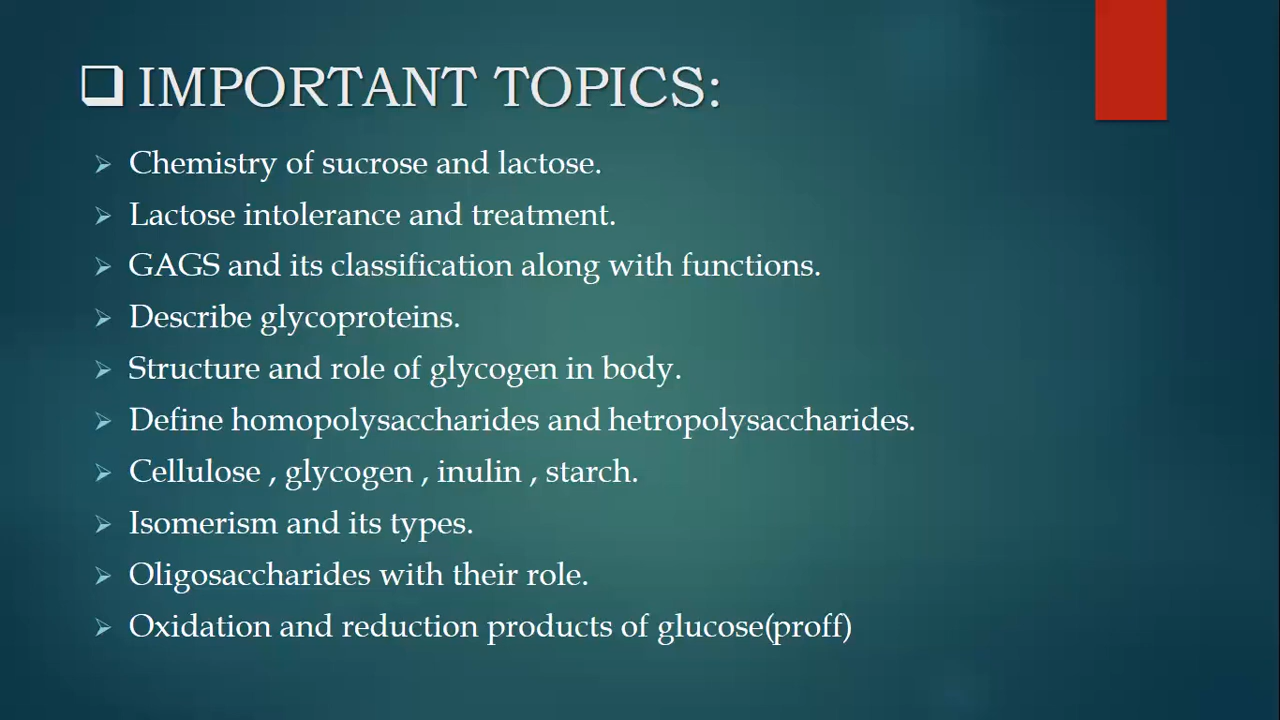 IMPORTANT TOPICS:
Chemistry of sucrose and lactose.
Lactose intolerance and treatment.
GAGS and its classification along with functions.
Describe glycoproteins.
Structure and role of glycogen in body.
Define homopolysaccharides and hetropolysaccharides.
Cellulose , glycogen , inulin , starch.
Isomerism and its types.
Oligosaccharides with their role.
Oxidation and reduction products of glucose(proff)